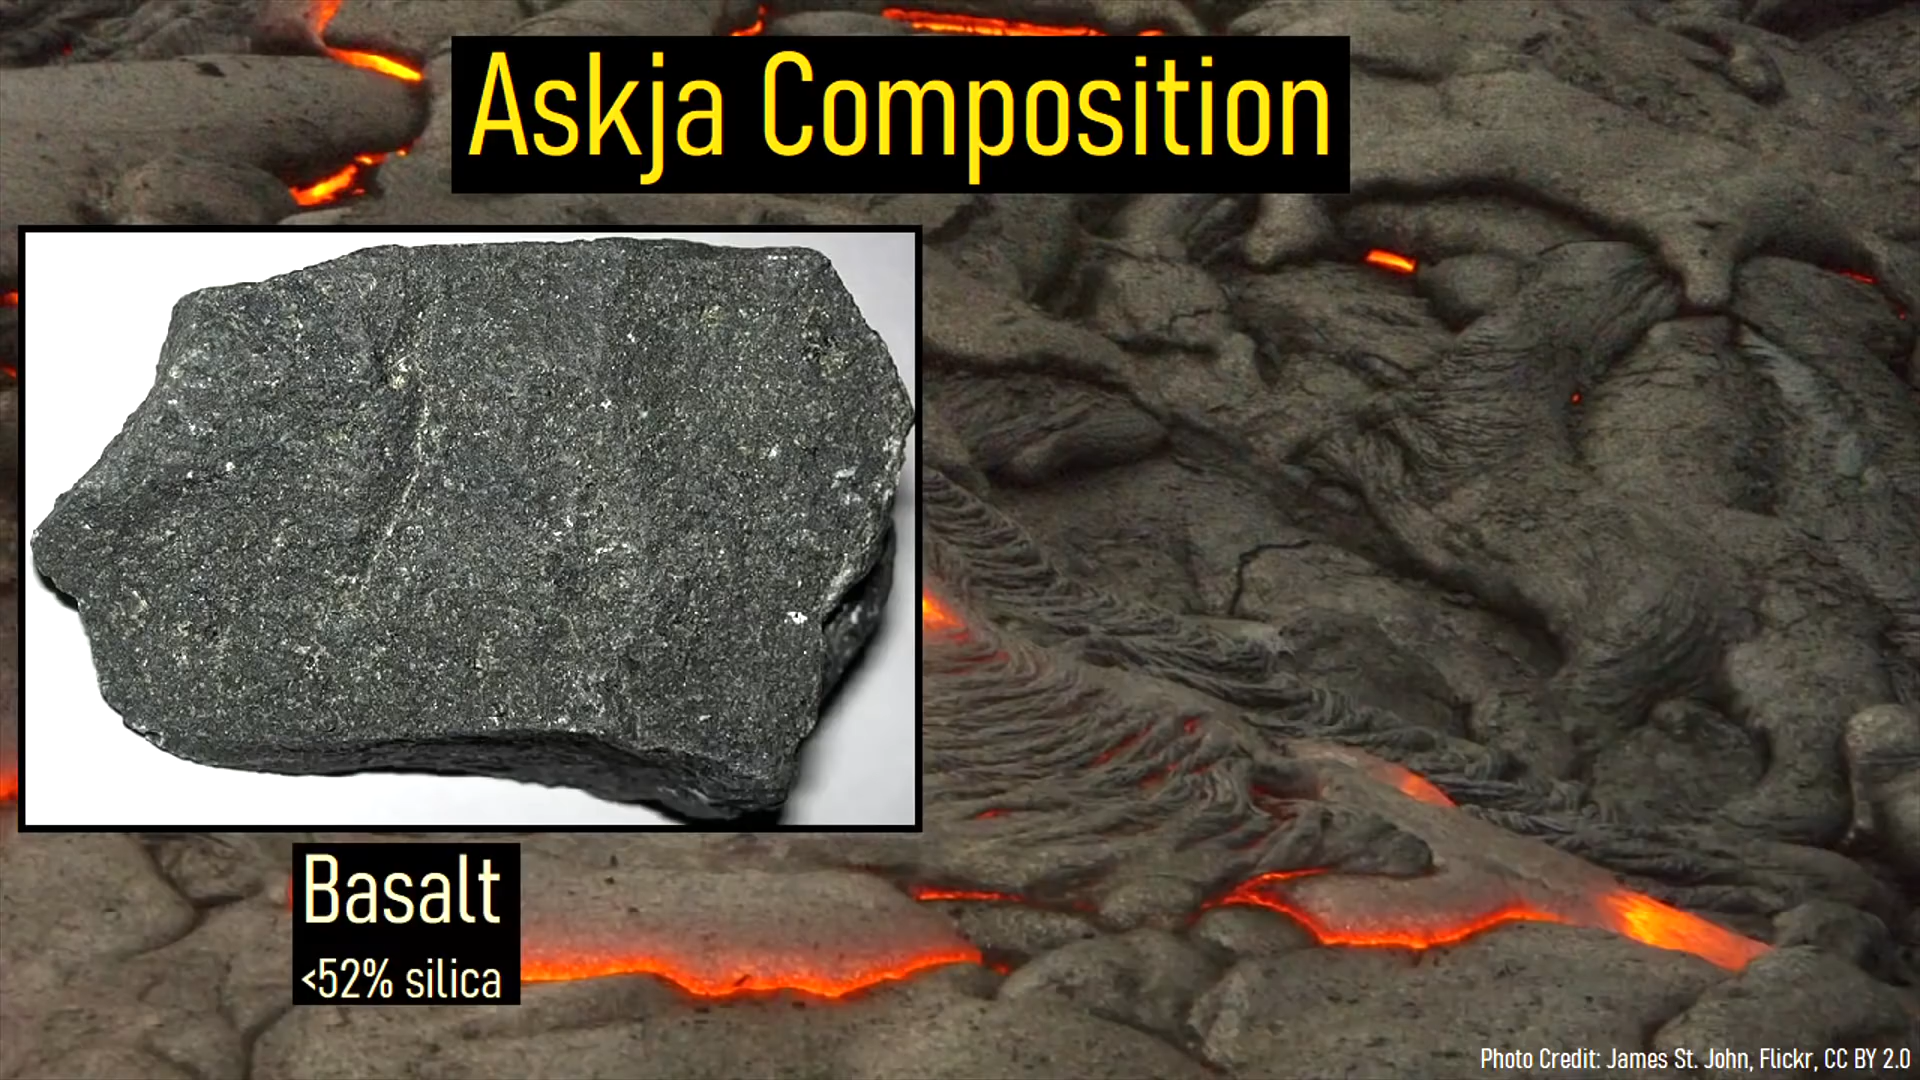 Askja Composition
Basalt
<52% silica
Photo Credit: James St. John, Flickr, CC BY 2.0